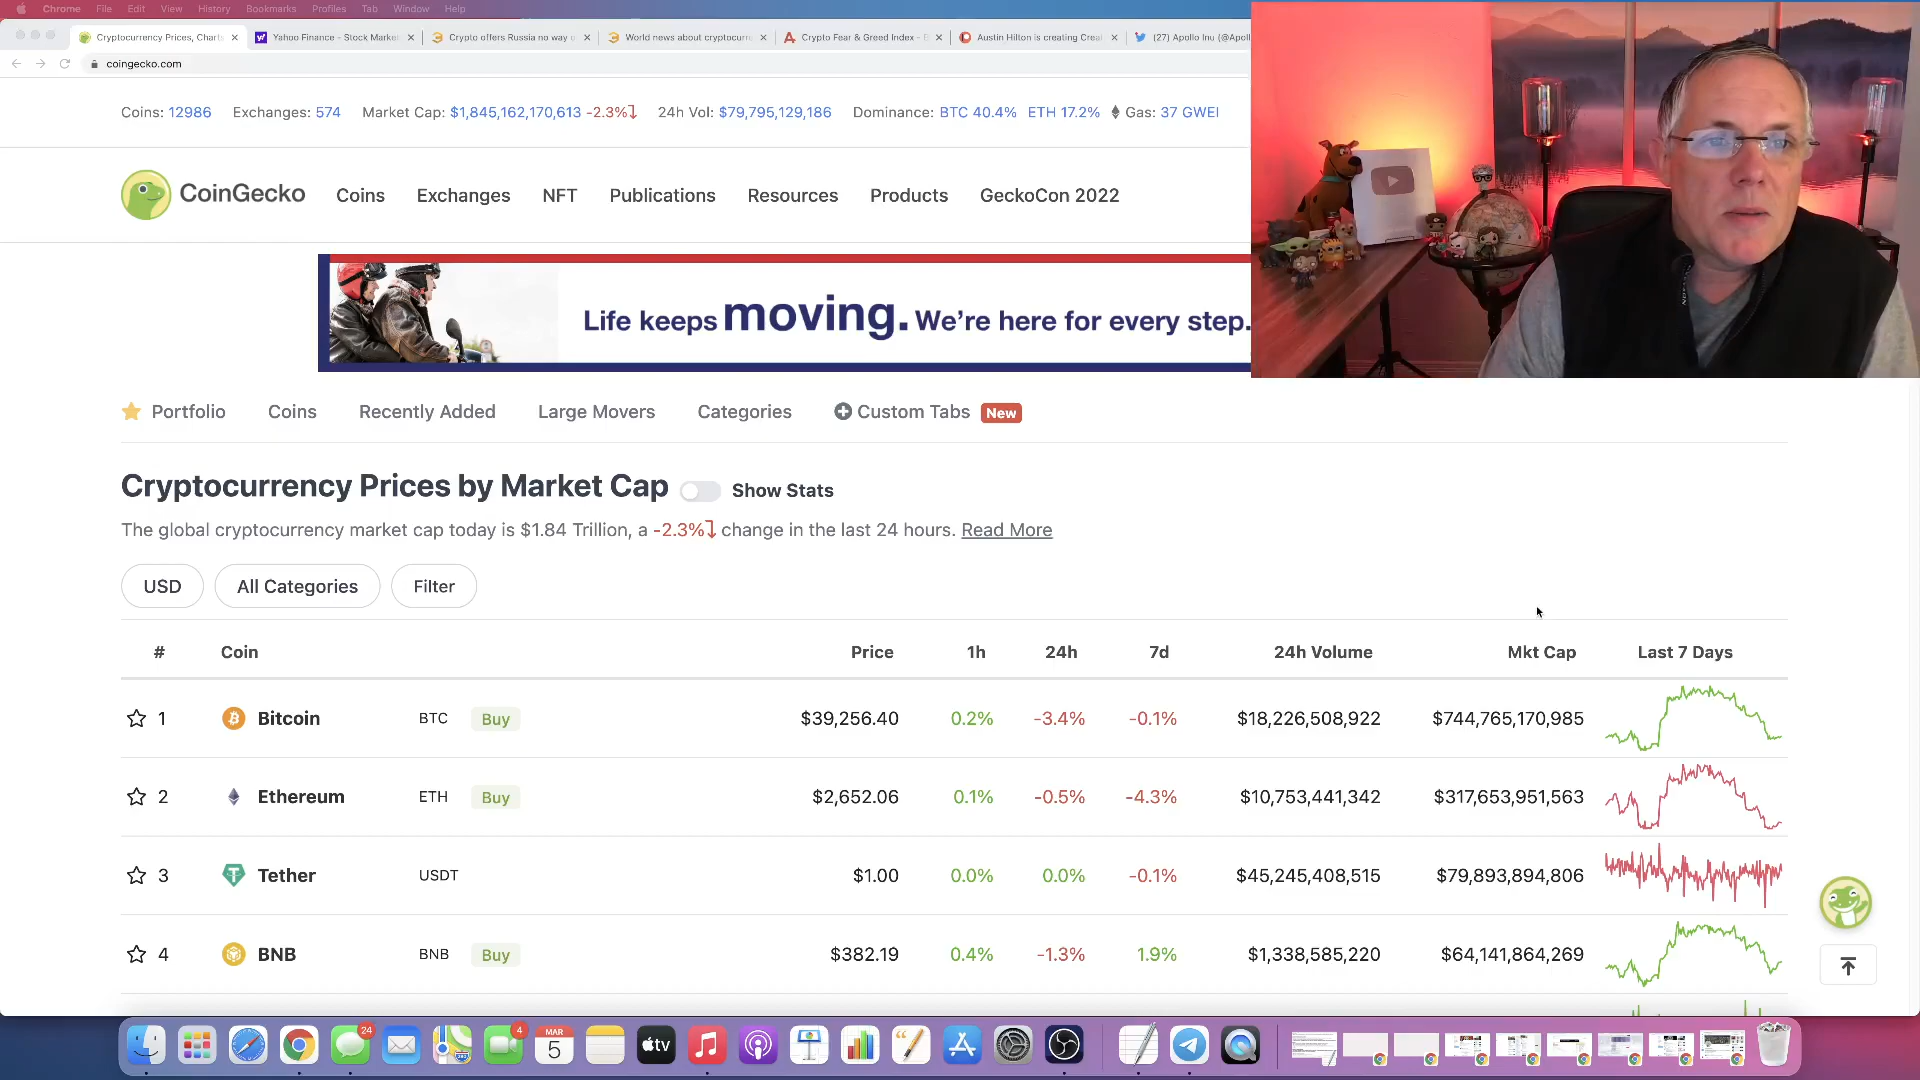 Chrome File Edit View History Bookmarks Profiles Tab Window Help
Cryptocurrency Prices, Charts Yahoo Finance - Stock Market Crypto offers Russia no way World news about cryptocurr Crypto Fear & Greed Index - Austin Hilton is creating Crea (27) Apollo Inu (@Apoll
coingecko.com
Coins: 12986 Exchanges: 574 Market Cap: $1,845,162,170,613 -2.3% 24h Vol: $79,795,129,186 Dominance: BTC 40.4% ETH 17.2% Gas: 37 GWEI
CoinGecko Coins Exchanges NFT Publications Resources Products GeckoCon 2022
Life keeps moving. We're here for every step.
Portfolio Coins Recently Added Large Movers Categories Custom Tabs New
Cryptocurrency Prices by Market Cap Show Stats
The global cryptocurrency market cap today is $1.84 Trillion, a -2.3% change in the last 24 hours. Read More
USD All Categories Filter
# Coin Price 1h 24h 7d 24h Volume Mkt Cap Last 7 Days
1 Bitcoin BTC Buy $39,256.40 0.2% -3.4% -0.1% $18,226,508,922 $744,765,170,985
2 Ethereum ETH Buy $2,652.06 0.1% -0.5% -4.3% $10,753,441,342 $317,653,951,563
3 Tether USDT $1.00 0.0% 0.0% -0.1% $45,245,408,515 $79,893,894,806
4 BNB BNB Buy $382.19 0.4% -1.3% 1.9% $1,338,585,220 $64,141,864,269
24 4 MAR
5 tv